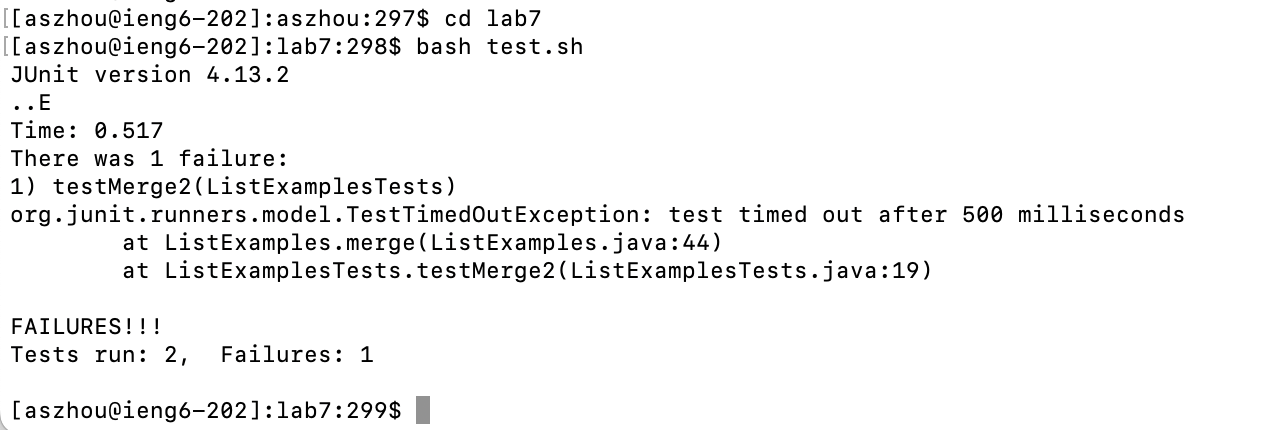 [[aszhou@ieng6-202]:aszhou:297$ cd lab7
[[aszhou@ieng6-202]:lab7:298$ bash test.sh
JUnit version 4.13.2
..E
Time: 0.517
There was 1 failure:
1) testMerge2(ListExamplesTests)
org.junit.runners.model.TestTimedOutException: test timed out after 500 milliseconds
        at ListExamples.merge(ListExamples.java:44)
        at ListExamplesTests.testMerge2(ListExamplesTests.java:19)

FAILURES!!!
Tests run: 2,  Failures: 1

[aszhou@ieng6-202]:lab7:299$